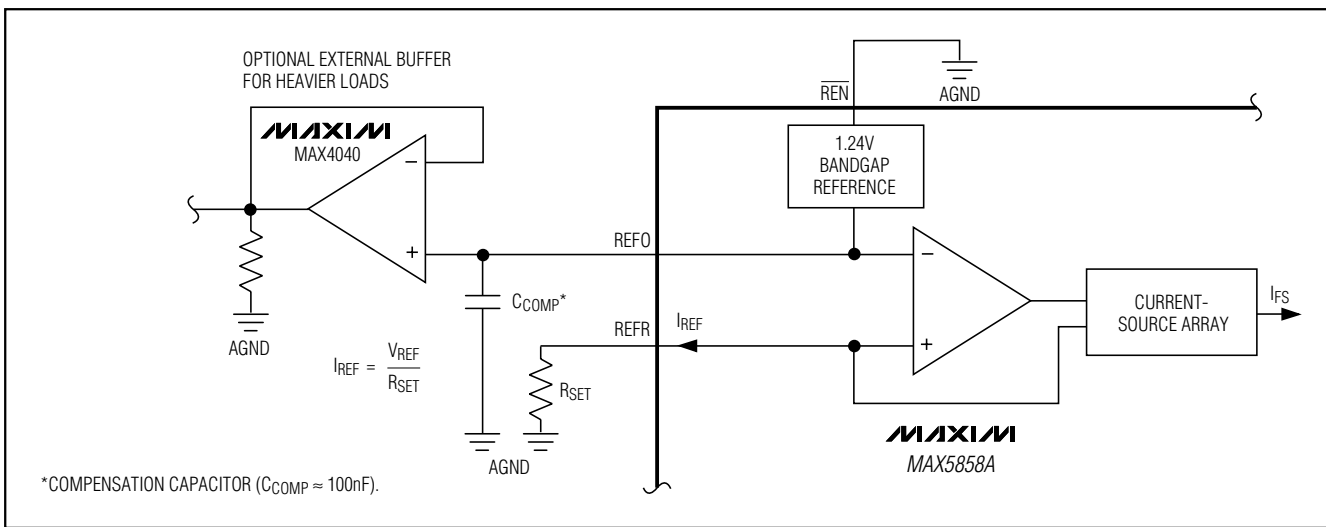 OPTIONAL EXTERNAL BUFFER
FOR HEAVIER LOADS
MAXIM
MAX4040
−
+
AGND
REN
AGND
1.24V
BANDGAP
REFERENCE
REFO
CCOMP*
REFR
IREF
IREF = VREF
RSET
RSET
AGND
−
+
CURRENT-
SOURCE ARRAY
IFS
MAXIM
MAX5858A
*COMPENSATION CAPACITOR (CCOMP ≈ 100nF).